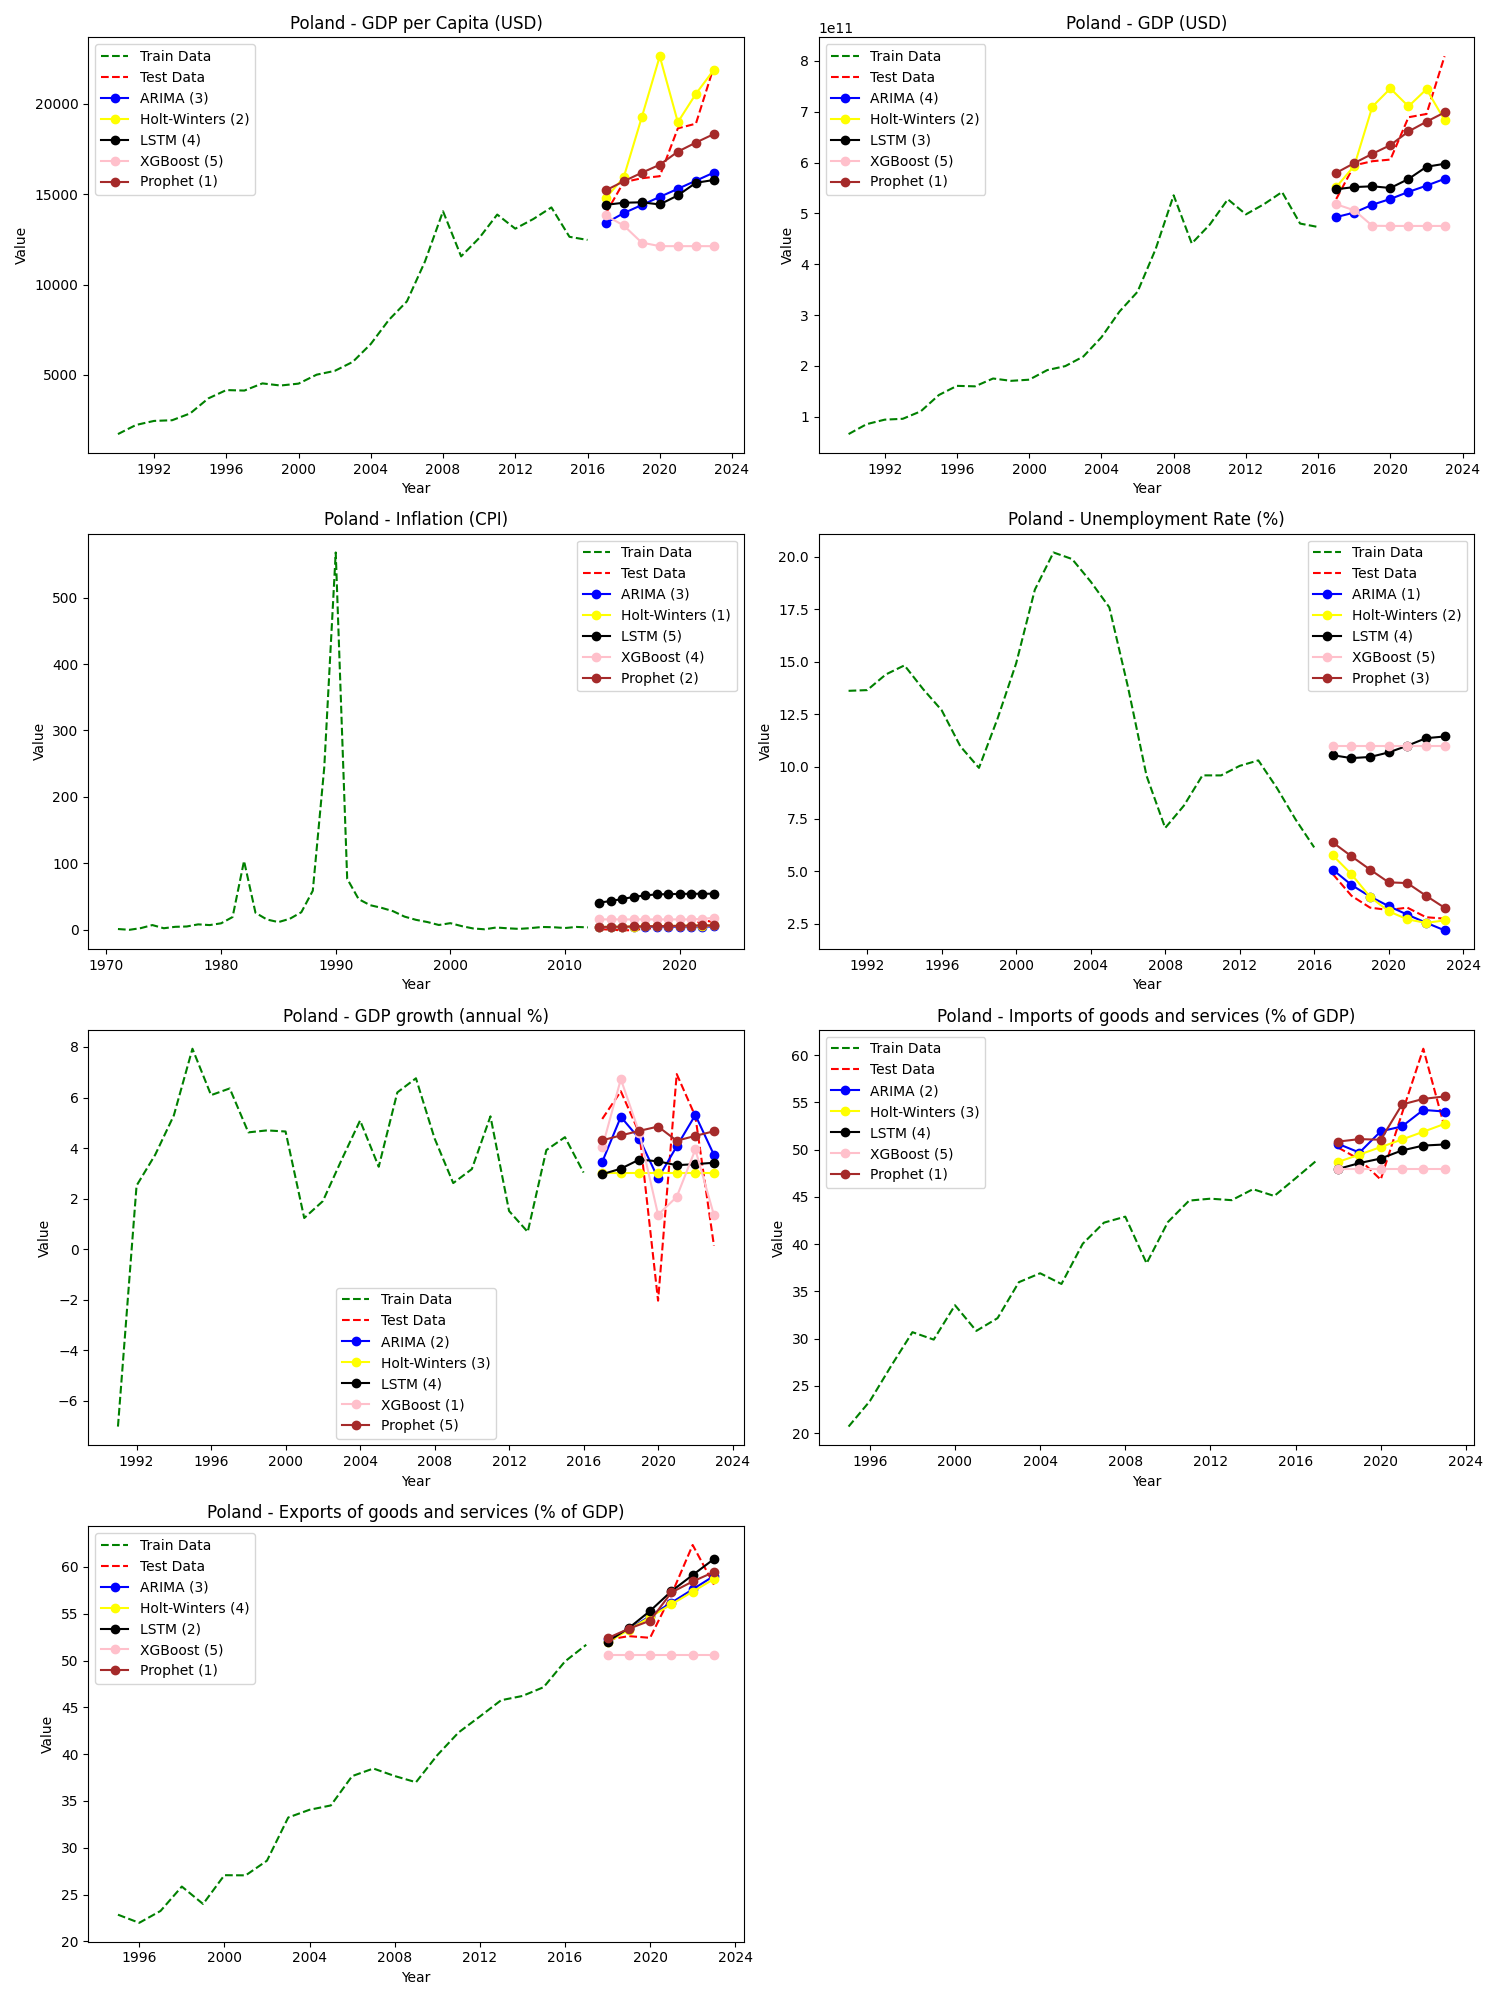 Poland - GDP per Capita (USD)
Train Data
Test Data
ARIMA (3)
Holt-Winters (2)
LSTM (4)
XGBoost (5)
Prophet (1)
Value
20000
15000
10000
5000
1992 1996 2000 2004 2008 2012 2016 2020 2024
Year
Poland - GDP (USD)
1e11
Train Data
Test Data
ARIMA (4)
Holt-Winters (2)
LSTM (3)
XGBoost (5)
Prophet (1)
Value
8
7
6
5
4
3
2
1
1992 1996 2000 2004 2008 2012 2016 2020 2024
Year
Poland - Inflation (CPI)
Train Data
Test Data
ARIMA (3)
Holt-Winters (1)
LSTM (5)
XGBoost (4)
Prophet (2)
Value
500
400
300
200
100
0
1970 1980 1990 2000 2010 2020
Year
Poland - Unemployment Rate (%)
Train Data
Test Data
ARIMA (1)
Holt-Winters (2)
LSTM (4)
XGBoost (5)
Prophet (3)
Value
20.0
17.5
15.0
12.5
10.0
7.5
5.0
2.5
1992 1996 2000 2004 2008 2012 2016 2020 2024
Year
Poland - GDP growth (annual %)
Train Data
Test Data
ARIMA (2)
Holt-Winters (3)
LSTM (4)
XGBoost (1)
Prophet (5)
Value
8
6
4
2
0
−2
−4
−6
1992 1996 2000 2004 2008 2012 2016 2020 2024
Year
Poland - Imports of goods and services (% of GDP)
Train Data
Test Data
ARIMA (2)
Holt-Winters (3)
LSTM (4)
XGBoost (5)
Prophet (1)
Value
60
55
50
45
40
35
30
25
20
1996 2000 2004 2008 2012 2016 2020 2024
Year
Poland - Exports of goods and services (% of GDP)
Train Data
Test Data
ARIMA (3)
Holt-Winters (4)
LSTM (2)
XGBoost (5)
Prophet (1)
Value
60
55
50
45
40
35
30
25
20
1996 2000 2004 2008 2012 2016 2020 2024
Year